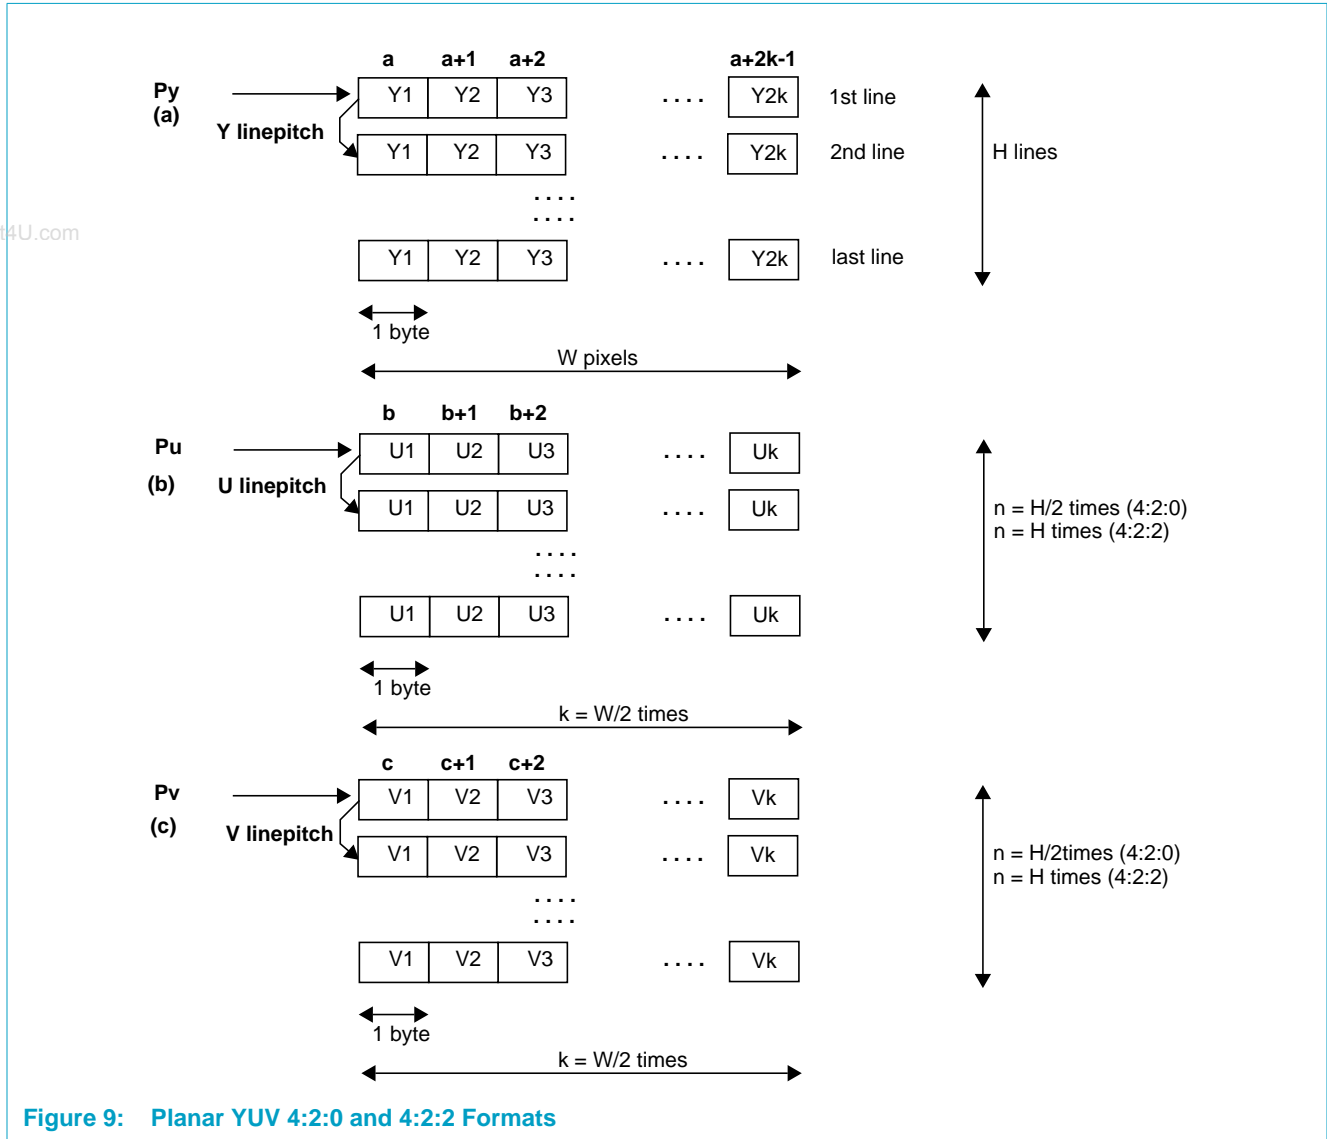 a a+1 a+2 a+2k-1
Py Y1 Y2 Y3 .... Y2k 1st line
(a)
Y linepitch
Y1 Y2 Y3 .... Y2k 2nd line H lines
....
....
t4U.com
Y1 Y2 Y3 .... Y2k last line
1 byte
W pixels
b b+1 b+2
Pu U1 U2 U3 .... Uk
(b) U linepitch
U1 U2 U3 .... Uk n = H/2 times (4:2:0)
n = H times (4:2:2)
....
....
U1 U2 U3 .... Uk
1 byte
k = W/2 times
c c+1 c+2
Pv V1 V2 V3 .... Vk
(c) V linepitch
V1 V2 V3 .... Vk n = H/2times (4:2:0)
n = H times (4:2:2)
....
....
V1 V2 V3 .... Vk
1 byte
k = W/2 times
Figure 9: Planar YUV 4:2:0 and 4:2:2 Formats